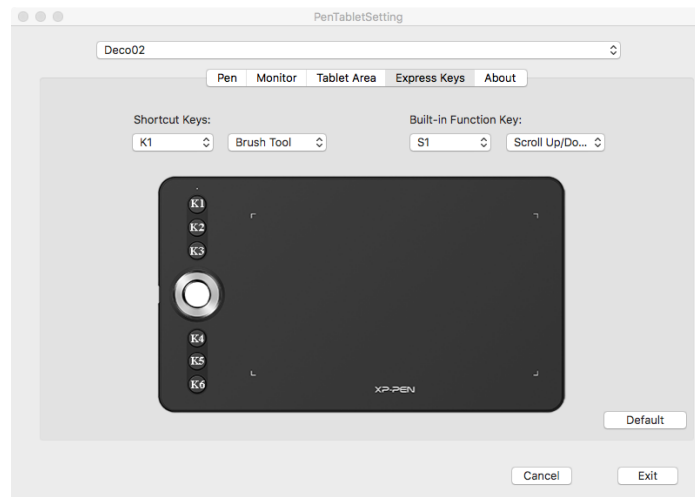 PenTabletSetting
Deco02
Pen Monitor Tablet Area Express Keys About
Shortcut Keys: Built-in Function Key:
K1 Brush Tool S1 Scroll Up/Do...
K1
K2
K3
K4
K5
K6
XP-PEN
Default
Cancel Exit